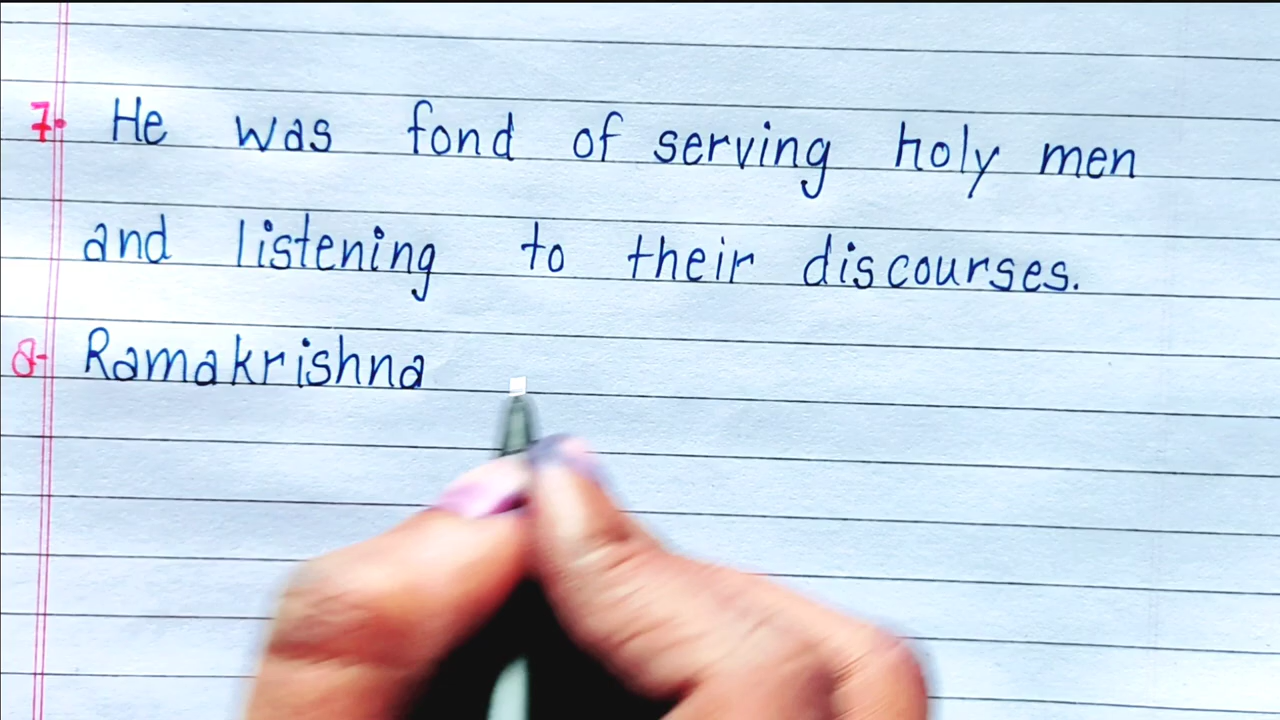 7. He was fond of serving holy men
and listening to their discourses.
8- Ramakrishna